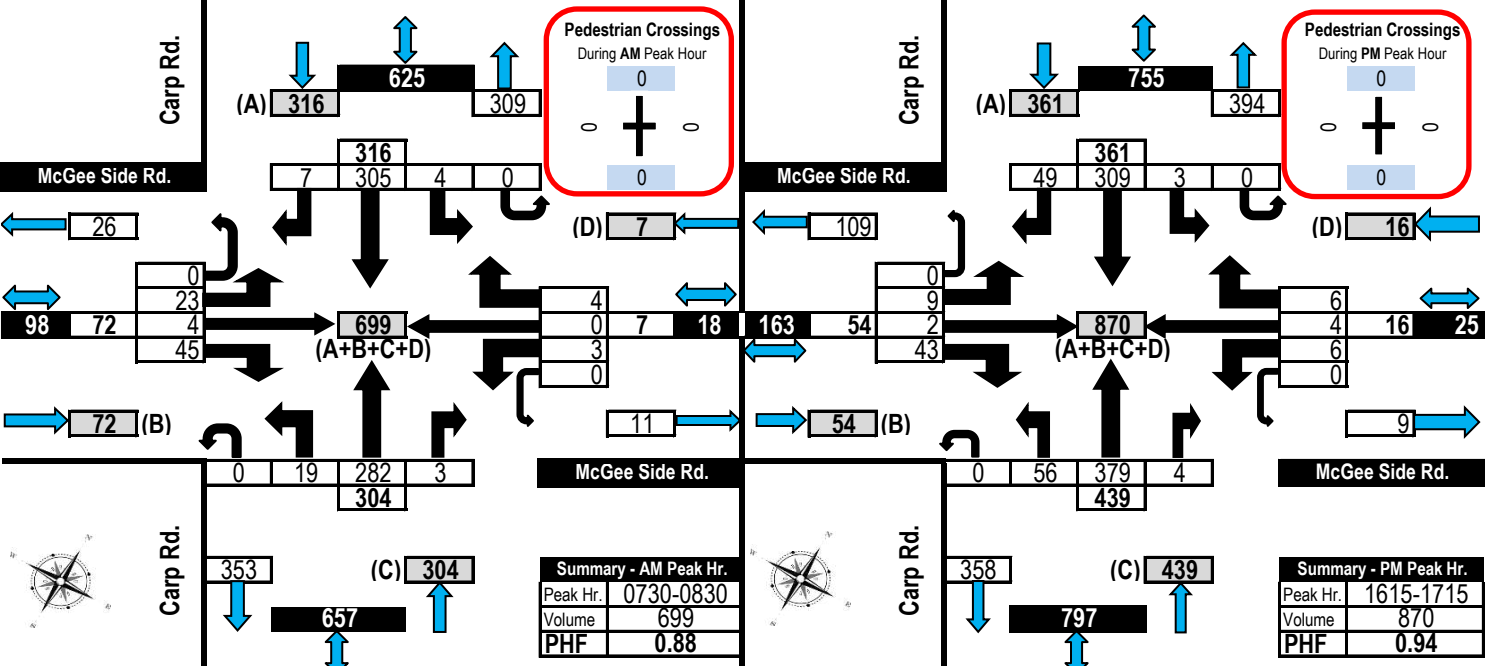 Carp Rd.
625
(A) 316
309
Pedestrian Crossings
During AM Peak Hour
0
0 0
0
316
7 305 4 0
McGee Side Rd.
26
(D) 7
0
23
98 72 4
45
699
(A+B+C+D)
4
0 7 18
3
0
72 (B)
11
0 19 282 3
304
McGee Side Rd.
Carp Rd.
353
(C) 304
657
Summary - AM Peak Hr.
Peak Hr. 0730-0830
Volume 699
PHF 0.88
Carp Rd.
755
(A) 361
394
Pedestrian Crossings
During PM Peak Hour
0
0 0
0
361
49 309 3 0
McGee Side Rd.
109
(D) 16
0
9
163 54 2
43
870
(A+B+C+D)
6
4 16 25
6
0
54 (B)
9
0 56 379 4
439
McGee Side Rd.
Carp Rd.
358
(C) 439
797
Summary - PM Peak Hr.
Peak Hr. 1615-1715
Volume 870
PHF 0.94